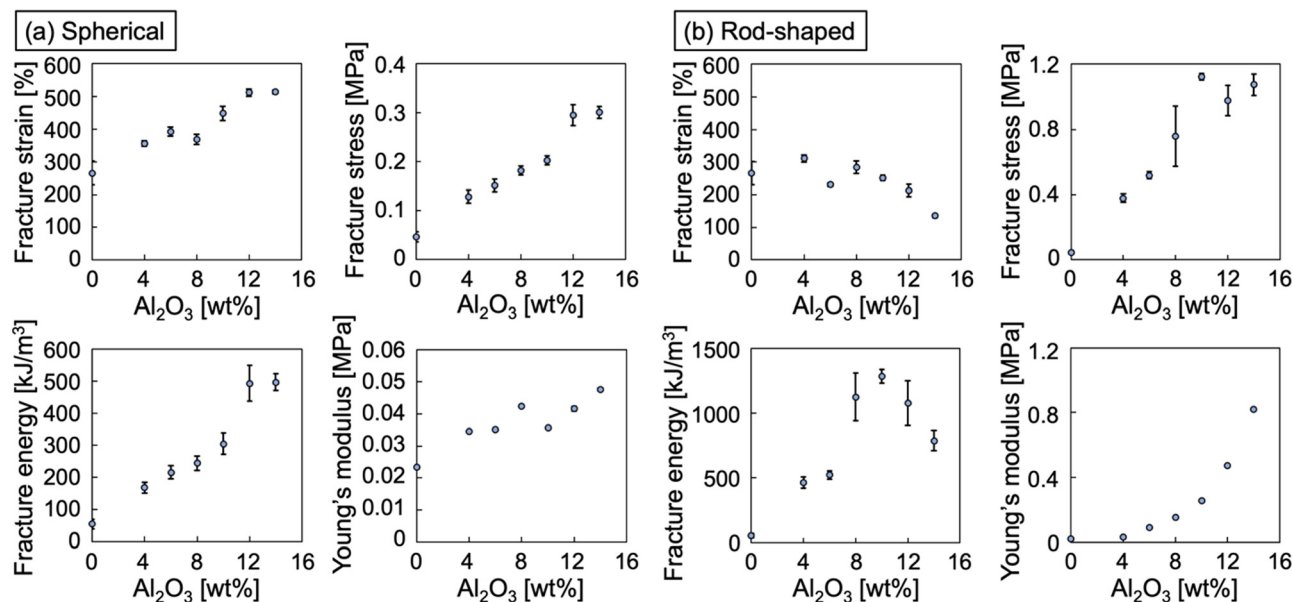 (a) Spherical
Fracture strain [%]
600
500
400
300
200
100
0
0 4 8 12 16
Al₂O₃ [wt%]
Fracture stress [MPa]
0.4
0.3
0.2
0.1
0
0 4 8 12 16
Al₂O₃ [wt%]
Fracture energy [kJ/m³]
600
500
400
300
200
100
0
0 4 8 12 16
Al₂O₃ [wt%]
Young's modulus [MPa]
0.06
0.05
0.04
0.03
0.02
0.01
0.00
0 4 8 12 16
Al₂O₃ [wt%]
(b) Rod-shaped
Fracture strain [%]
600
500
400
300
200
100
0
0 4 8 12 16
Al₂O₃ [wt%]
Fracture stress [MPa]
1.2
0.8
0.4
0
0 4 8 12 16
Al₂O₃ [wt%]
Fracture energy [kJ/m³]
1500
1000
500
0
0 4 8 12 16
Al₂O₃ [wt%]
Young's modulus [MPa]
1.2
0.8
0.4
0
0 4 8 12 16
Al₂O₃ [wt%]